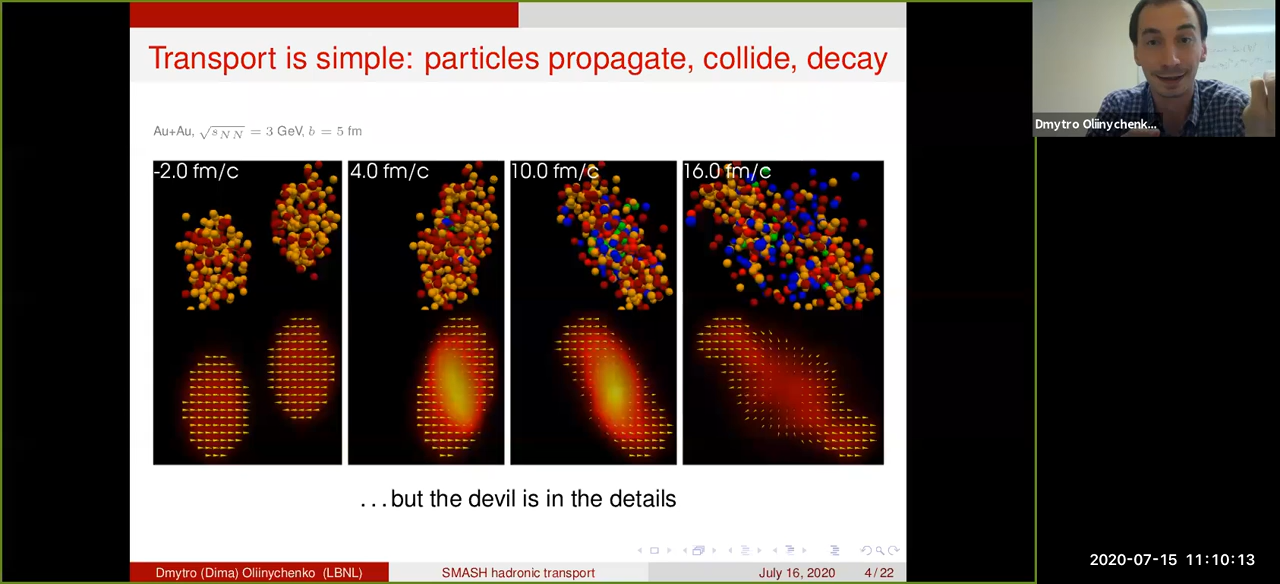 Transport is simple: particles propagate, collide, decay
Au+Au, √sNN = 3 GeV, b = 5 fm
-2.0 fm/c 4.0 fm/c 10.0 fm/c 16.0 fm/c
...but the devil is in the details
Dmytro (Dima) Oliinychenko (LBNL) SMASH hadronic transport July 16, 2020 4/22
Dmytro Oliinychenk...
2020-07-15 11:10:13